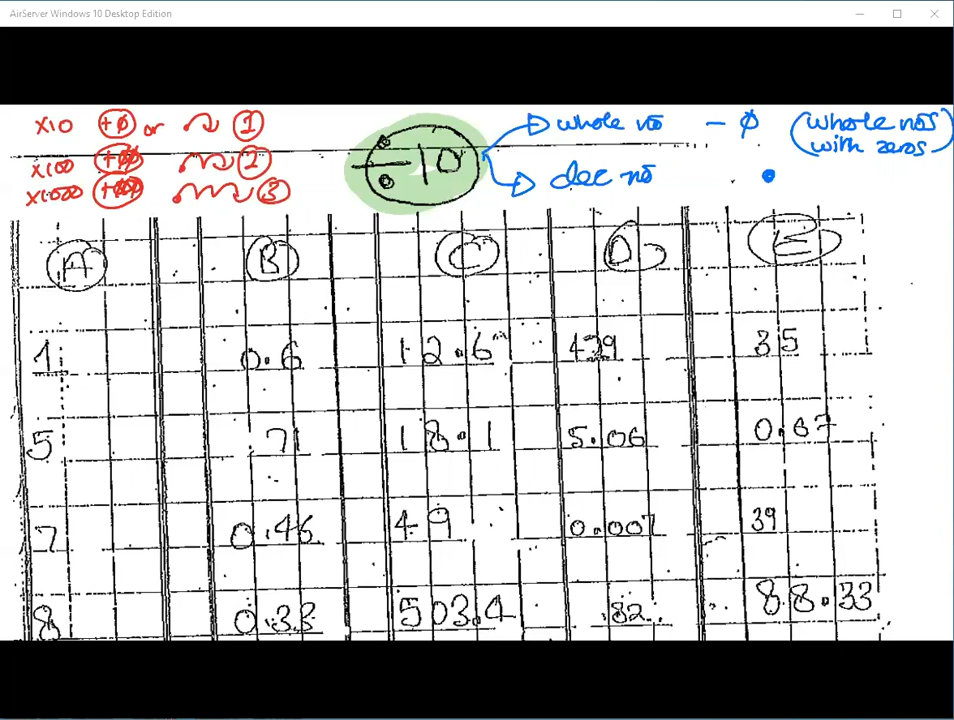 AirServer Windows 10 Desktop Edition
x10 +0 or 1
x100 +00 2
x1000 +000 3
÷ 10
whole no - 0 (whole nos with zeros)
dec no .
A B C D E
1 0.6 12.6 429 35
5 71 18.1 5.06 0.67
7 0.46 49 0.007 39
8 0.33 503.4 .82 88.33